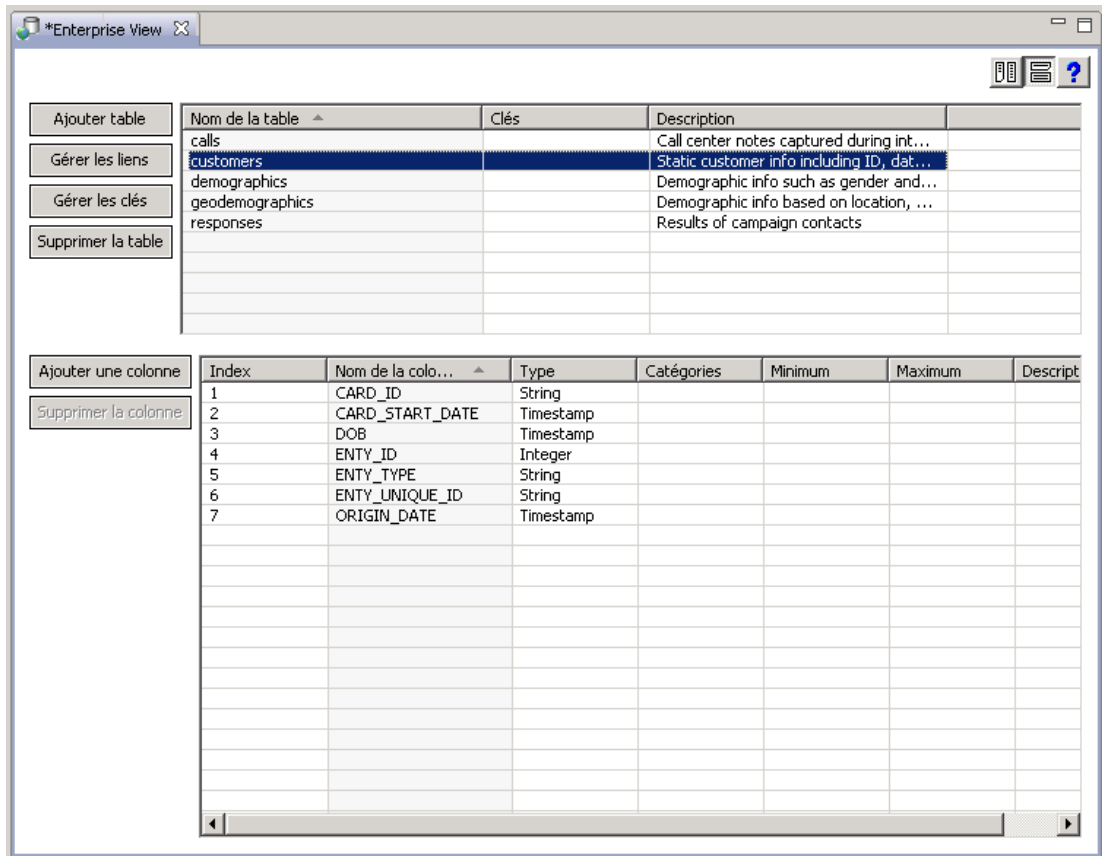 *Enterprise View
?
Ajouter table
Gérer les liens
Gérer les clés
Supprimer la table
Nom de la table Clés Description
calls Call center notes captured during int...
customers Static customer info including ID, dat...
demographics Demographic info such as gender and...
geodemographics Demographic info based on location, ...
responses Results of campaign contacts
Ajouter une colonne
Supprimer la colonne
Index Nom de la colo... Type Catégories Minimum Maximum Descript
1 CARD_ID String
2 CARD_START_DATE Timestamp
3 DOB Timestamp
4 ENTY_ID Integer
5 ENTY_TYPE String
6 ENTY_UNIQUE_ID String
7 ORIGIN_DATE Timestamp